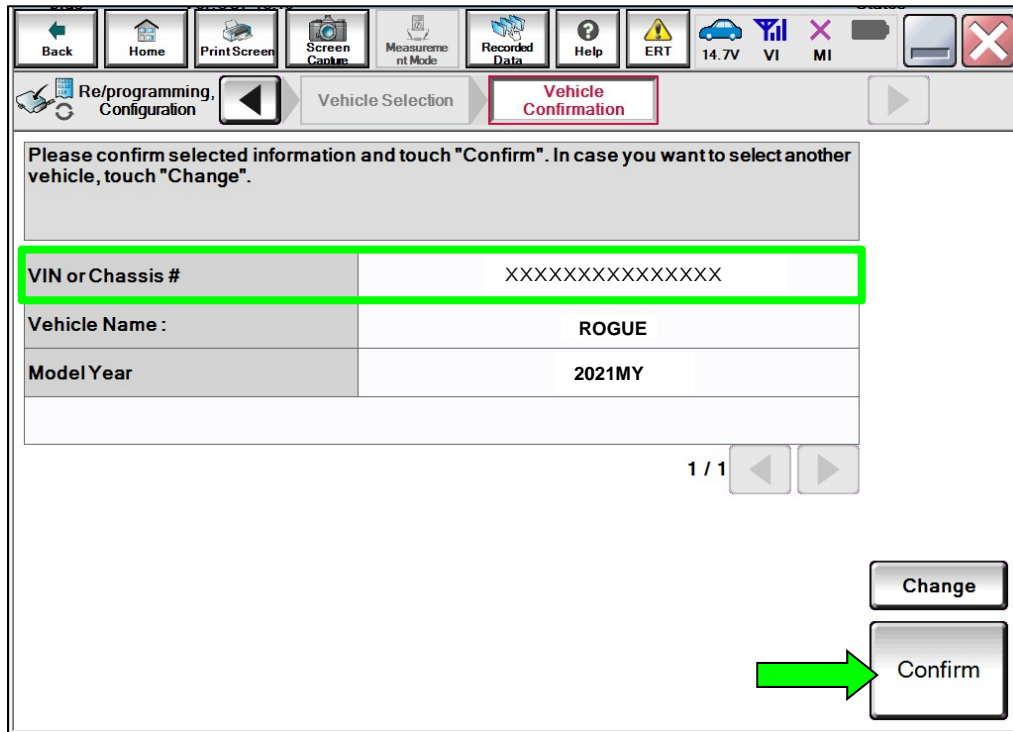 Back
Home
Print Screen
Screen
Capture
Measureme
nt Mode
Recorded
Data
Help
ERT
14.7V
VI
MI
Re/programming,
Configuration
Vehicle Selection
Vehicle
Confirmation
Please confirm selected information and touch "Confirm". In case you want to select another
vehicle, touch "Change".
VIN or Chassis #
XXXXXXXXXXXXXXX
Vehicle Name :
ROGUE
Model Year
2021MY
1 / 1
Change
Confirm